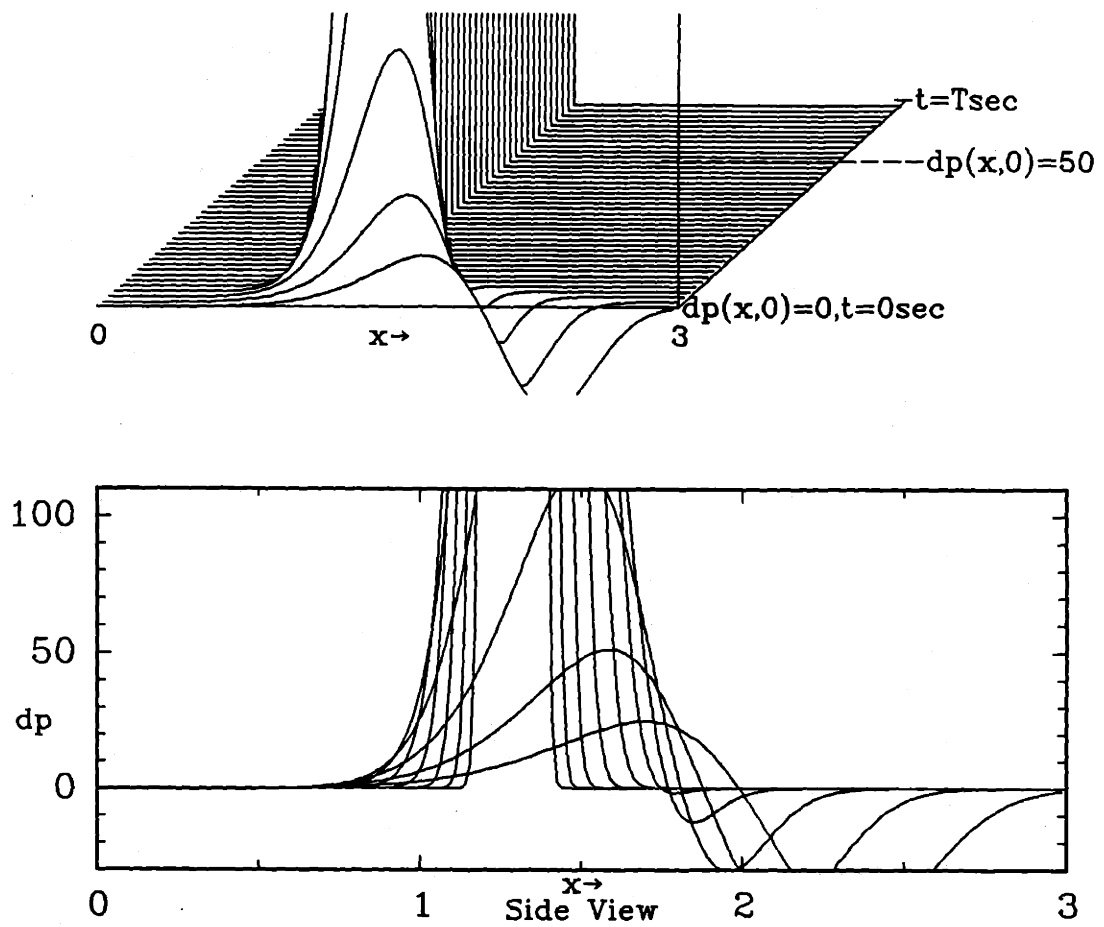 t=Tsec
dp(x,0)=50
dp(x,0)=0,t=0sec
0 x→ 3
100
50
dp
0
0 1 x→ 2 3
Side View